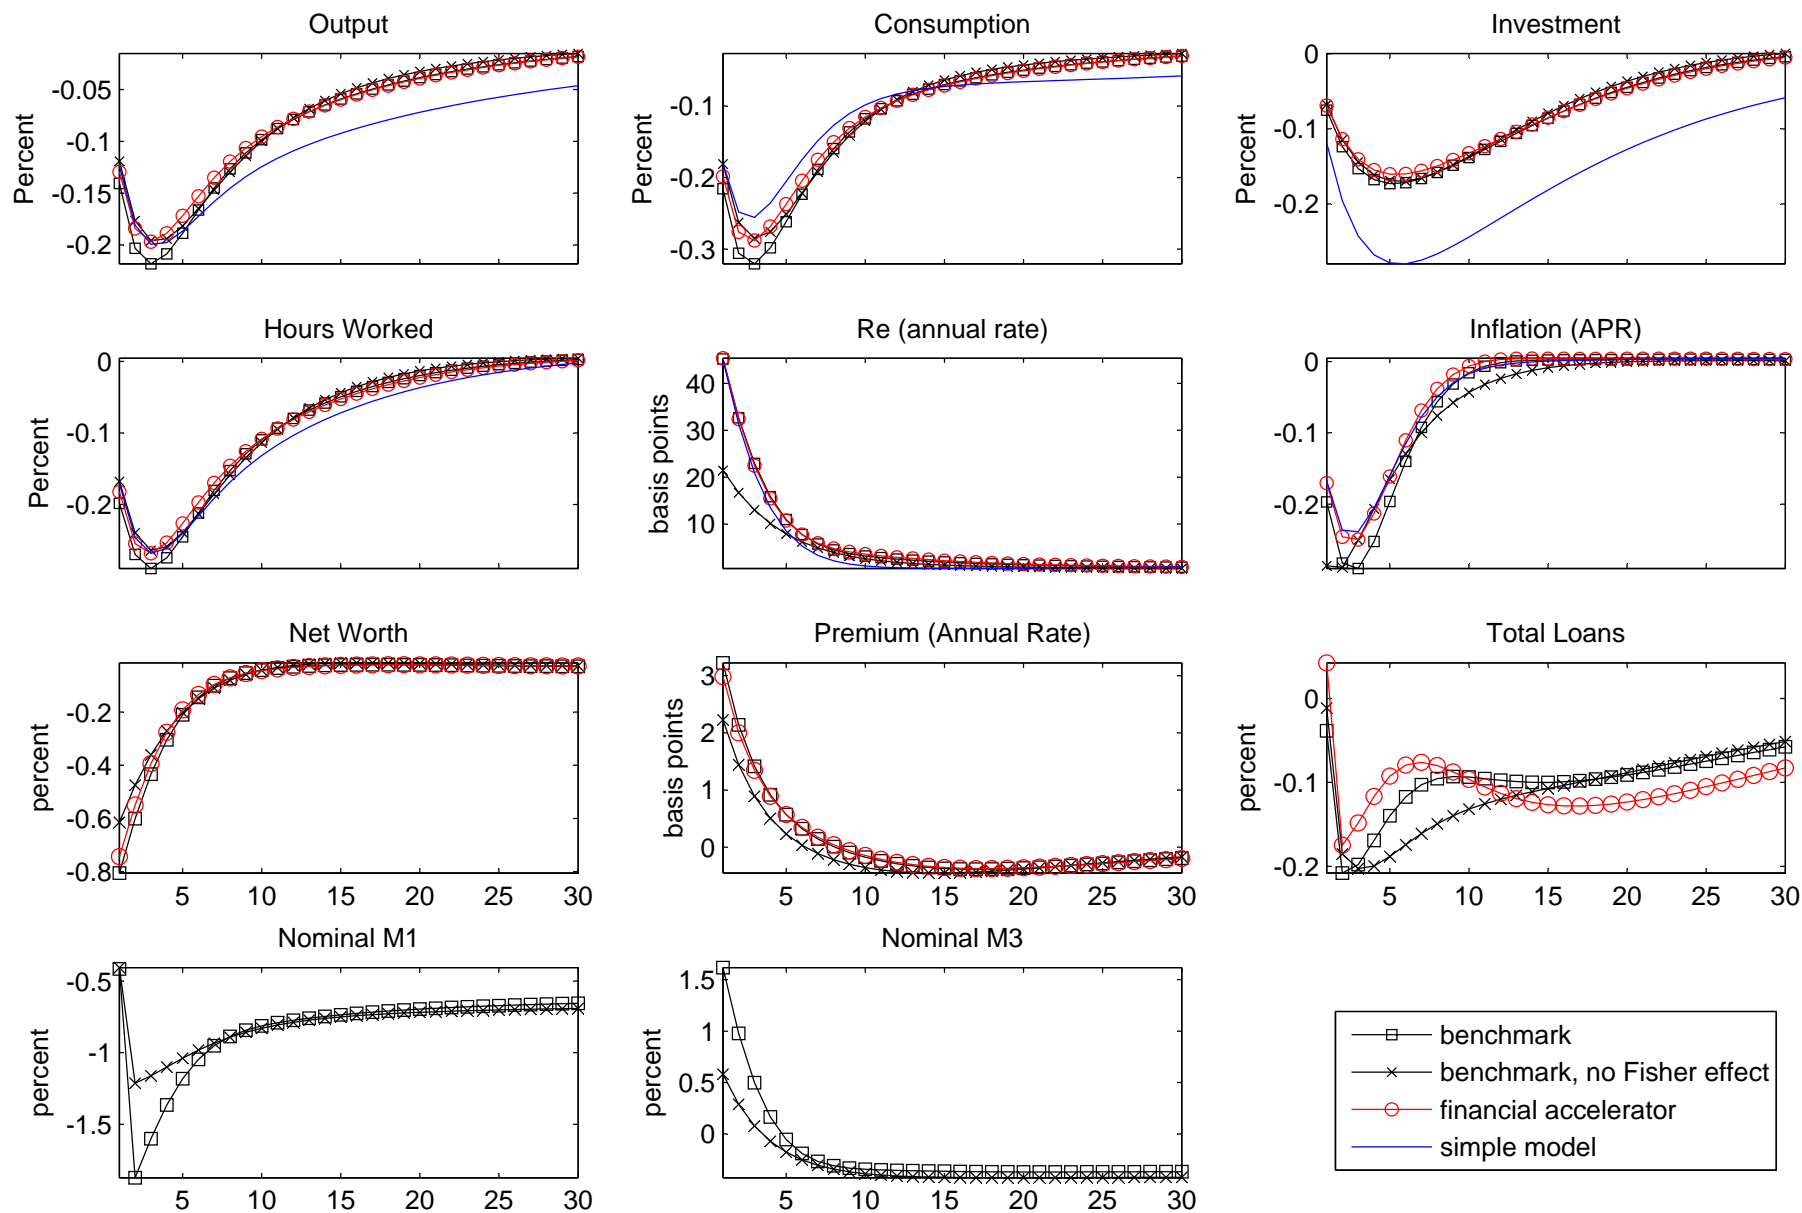 Output
Consumption
Investment
-0.05
-0.1
-0.15
-0.2
Percent
-0.1
-0.2
-0.3
Percent
0
-0.1
-0.2
Percent
Hours Worked
Re (annual rate)
Inflation (APR)
0
-0.1
-0.2
Percent
40
30
20
10
basis points
0
-0.1
-0.2
Percent
Net Worth
Premium (Annual Rate)
Total Loans
-0.2
-0.4
-0.6
-0.8
percent
5 10 15 20 25 30
3
2
1
0
basis points
5 10 15 20 25 30
0
-0.1
-0.2
percent
5 10 15 20 25 30
Nominal M1
Nominal M3
-0.5
-1
-1.5
percent
5 10 15 20 25 30
1.5
1
0.5
0
percent
5 10 15 20 25 30
benchmark
benchmark, no Fisher effect
financial accelerator
simple model